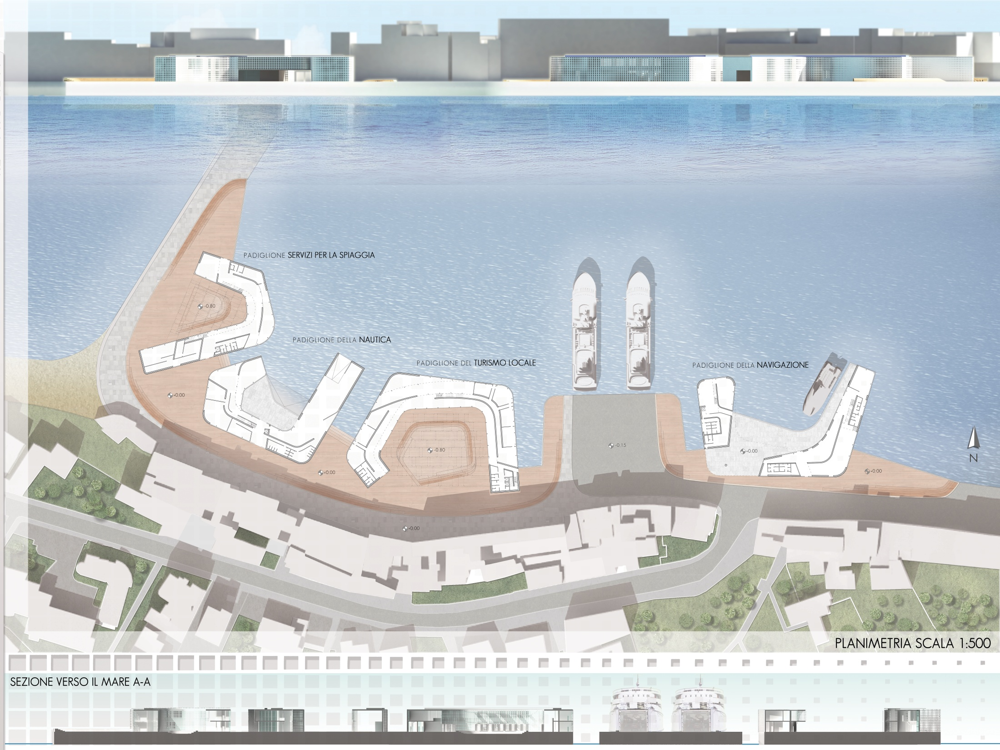 PADIGLIONE SERVIZI PER LA SPIAGGIA
-0.80
PADIGLIONE DELLA NAUTICA
PADIGLIONE DEL TURISMO LOCALE
PADIGLIONE DELLA NAVIGAZIONE
+0.00
-0.80
-0.15
+0.00
+0.00
+0.00
N
+0.00
PLANIMETRIA SCALA 1:500
SEZIONE VERSO IL MARE A-A